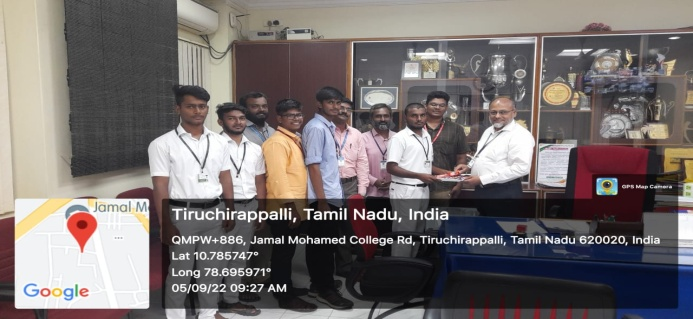 GPS Map Camera
Jamal M
Google
Tiruchirappalli, Tamil Nadu, India
QMPW+886, Jamal Mohamed College Rd, Tiruchirappalli, Tamil Nadu 620020, India
Lat 10.785747°
Long 78.695971°
05/09/22 09:27 AM